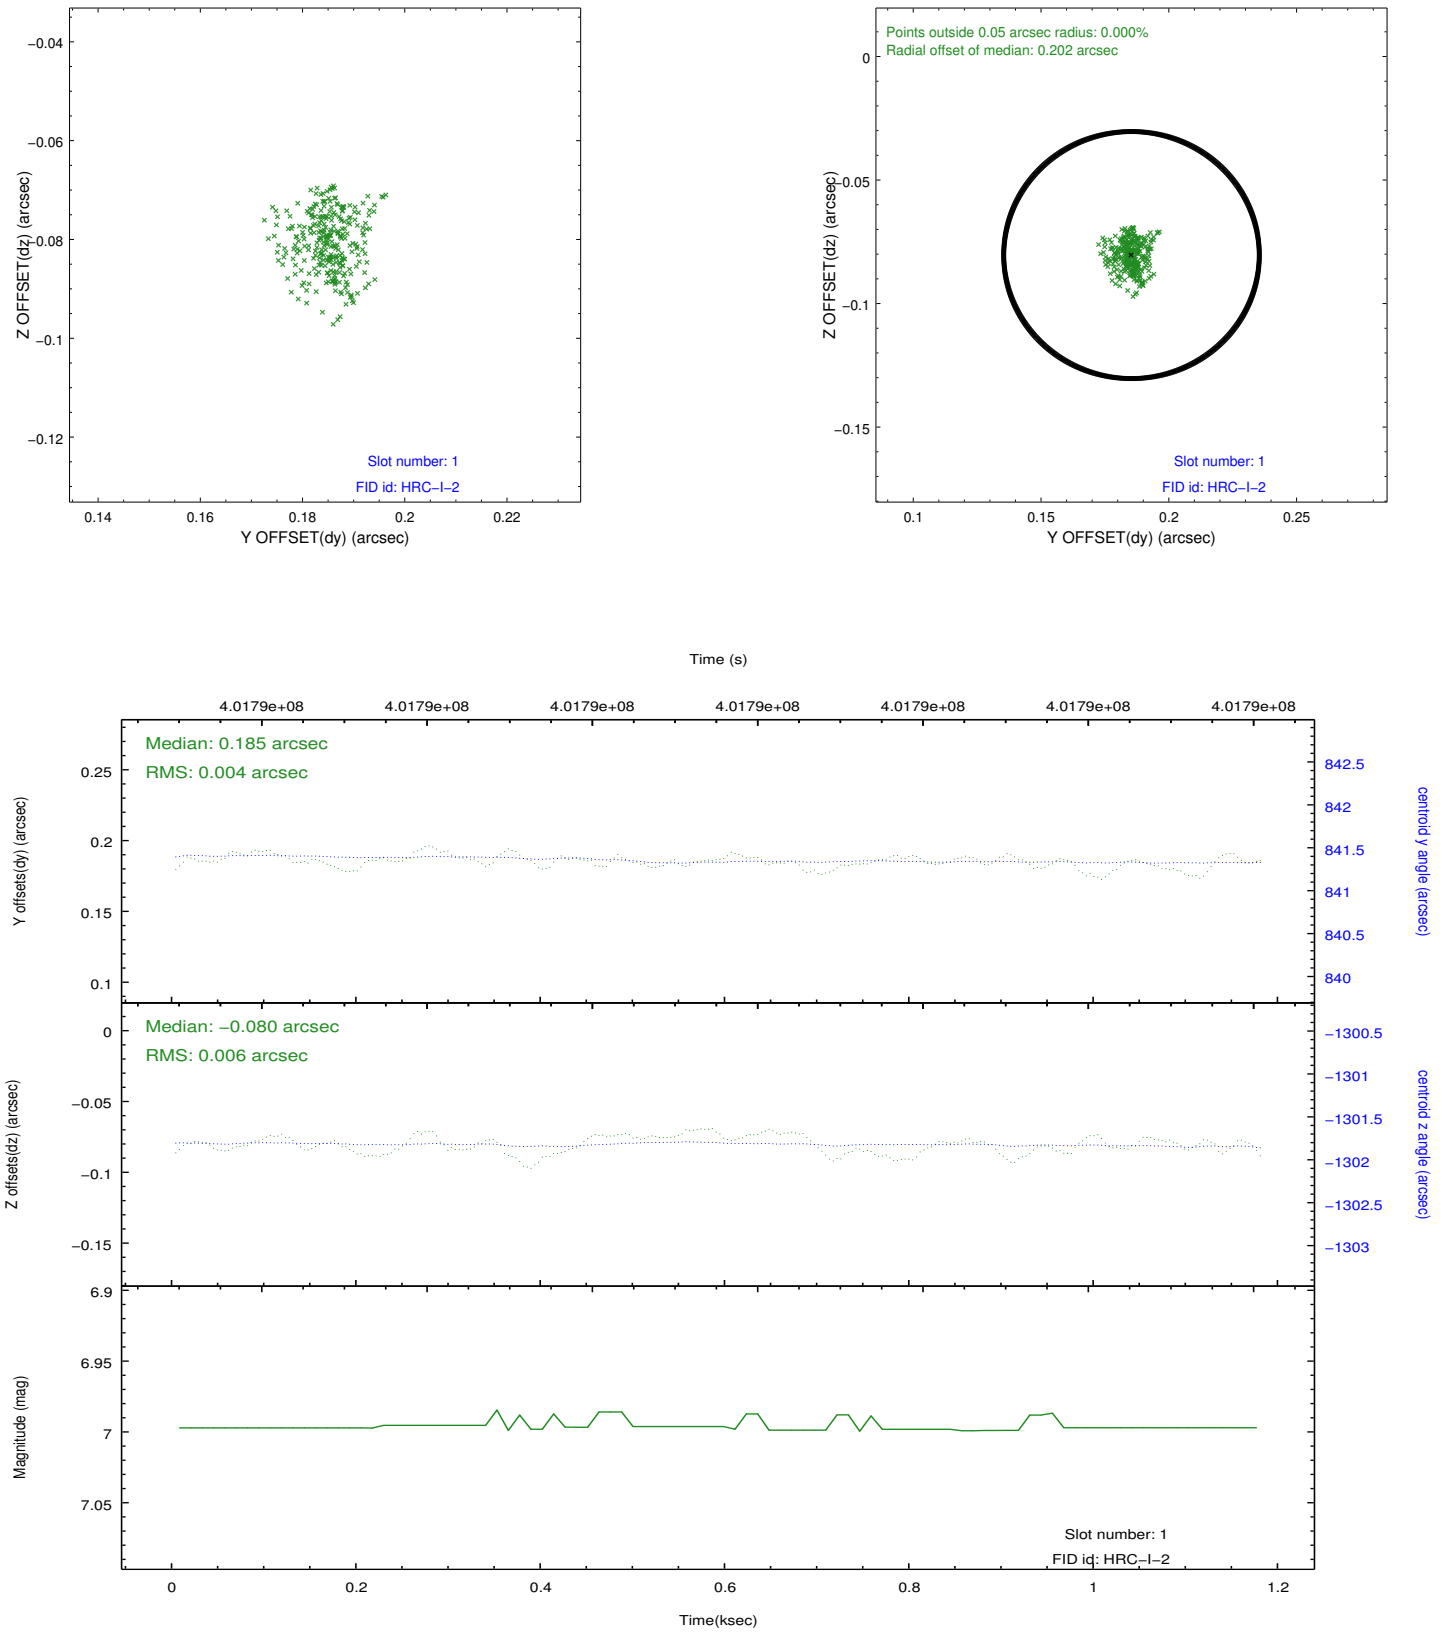 −0.04
−0.06
−0.08
−0.1
−0.12
Z OFFSET(dz) (arcsec)
Slot number: 1
FID id: HRC−I−2
0.14
0.16
0.18
0.2
0.22
Y OFFSET(dy) (arcsec)
Points outside 0.05 arcsec radius: 0.000%
Radial offset of median: 0.202 arcsec
0
−0.05
−0.1
−0.15
Z OFFSET(dz) (arcsec)
Slot number: 1
FID id: HRC−I−2
0.1
0.15
0.2
0.25
Y OFFSET(dy) (arcsec)
Time (s)
4.0179e+08
4.0179e+08
4.0179e+08
4.0179e+08
4.0179e+08
4.0179e+08
4.0179e+08
Median: 0.185 arcsec
RMS: 0.004 arcsec
0.25
0.2
0.15
0.1
Y offsets(dy) (arcsec)
842.5
842
841.5
841
840.5
840
centroid y angle (arcsec)
Median: −0.080 arcsec
RMS: 0.006 arcsec
0
−0.05
−0.1
−0.15
Z offsets(dz) (arcsec)
−1300.5
−1301
−1301.5
−1302
−1302.5
−1303
centroid z angle (arcsec)
6.9
6.95
7
7.05
Magnitude (mag)
Slot number: 1
FID id: HRC−I−2
0
0.2
0.4
0.6
0.8
1
1.2
Time(ksec)